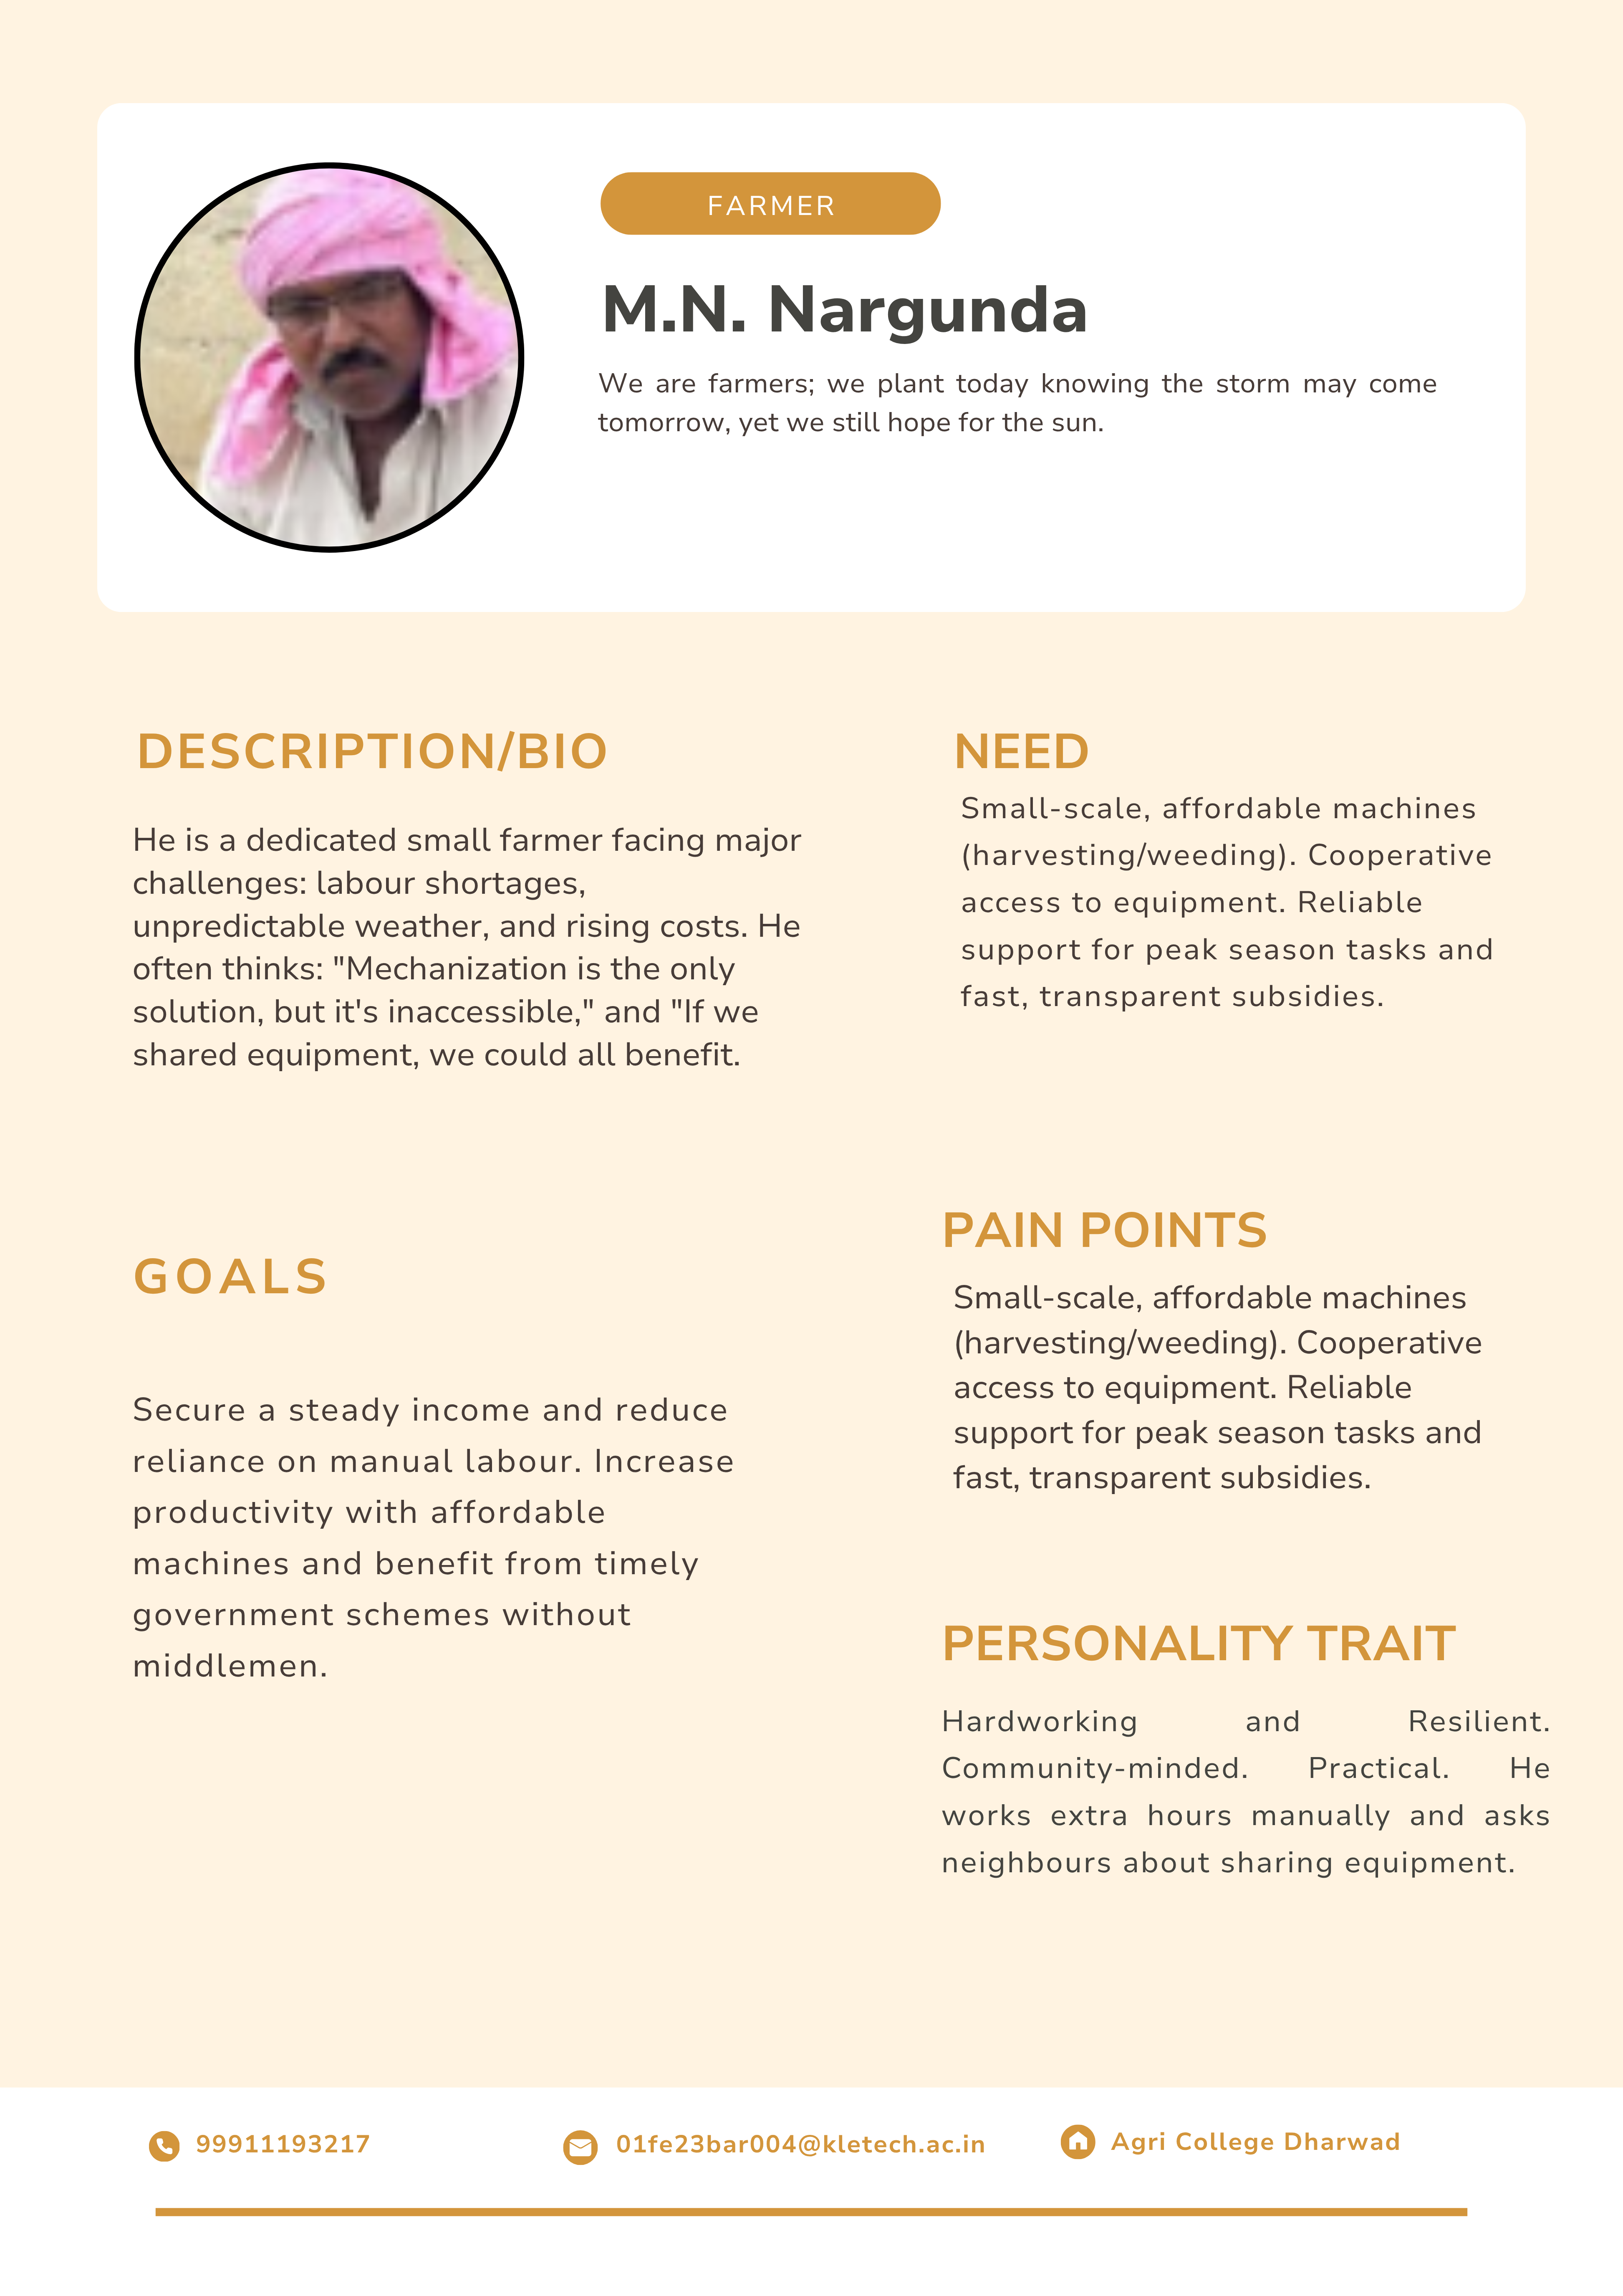 FARMER
M.N. Nargunda
We are farmers; we plant today knowing the storm may come
tomorrow, yet we still hope for the sun.
DESCRIPTION/BIO
He is a dedicated small farmer facing major
challenges: labour shortages,
unpredictable weather, and rising costs. He
often thinks: "Mechanization is the only
solution, but it's inaccessible," and "If we
shared equipment, we could all benefit.
GOALS
Secure a steady income and reduce
reliance on manual labour. Increase
productivity with affordable
machines and benefit from timely
government schemes without
middlemen.
NEED
Small-scale, affordable machines
(harvesting/weeding). Cooperative
access to equipment. Reliable
support for peak season tasks and
fast, transparent subsidies.
PAIN POINTS
Small-scale, affordable machines
(harvesting/weeding). Cooperative
access to equipment. Reliable
support for peak season tasks and
fast, transparent subsidies.
PERSONALITY TRAIT
Hardworking and Resilient.
Community-minded. Practical. He
works extra hours manually and asks
neighbours about sharing equipment.
99911193217
01fe23bar004@kletech.ac.in
Agri College Dharwad